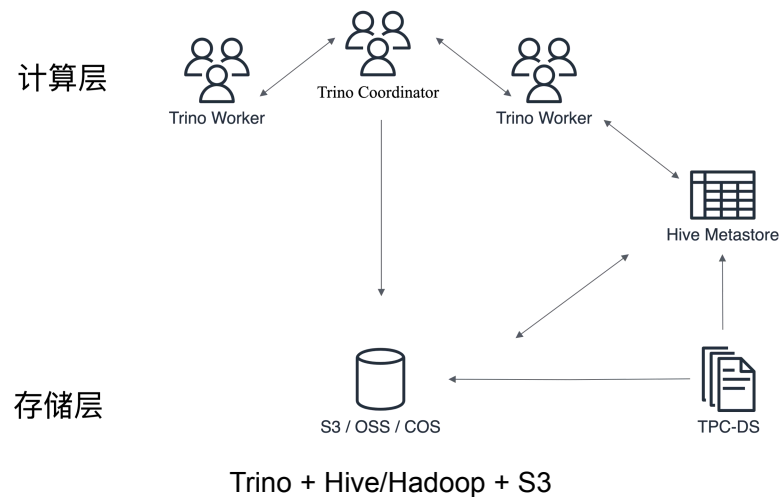 计算层
Trino Worker
Trino Coordinator
Trino Worker
Hive Metastore
存储层
S3 / OSS / COS
TPC-DS
Trino + Hive/Hadoop + S3